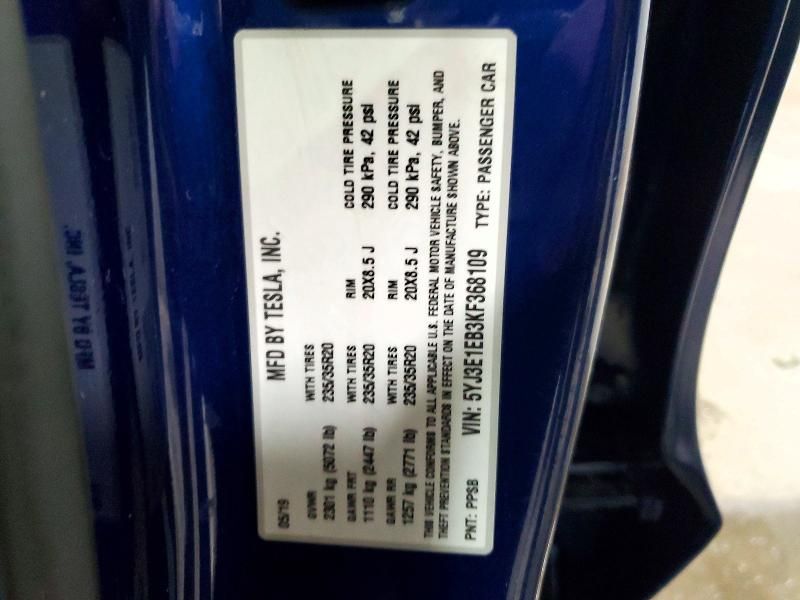 MFD BY TESLA, INC.
05/19
GVWR WITH TIRES RIM COLD TIRE PRESSURE
2301 kg (5072 lb) 235/35R20 20X8.5 J 290 kPa, 42 psi
GAWR FRT WITH TIRES RIM COLD TIRE PRESSURE
1110 kg (2447 lb) 235/35R20 20X8.5 J 290 kPa, 42 psi
GAWR RR
1257 kg (2771 lb) 235/35R20
THIS VEHICLE CONFORMS TO ALL APPLICABLE U.S. FEDERAL MOTOR VEHICLE SAFETY, BUMPER, AND
THEFT PREVENTION STANDARDS IN EFFECT ON THE DATE OF MANUFACTURE SHOWN ABOVE.
PNT: PPSB VIN: 5YJ3E1EB3KF368109 TYPE: PASSENGER CAR
MFD BY TESLA, INC.